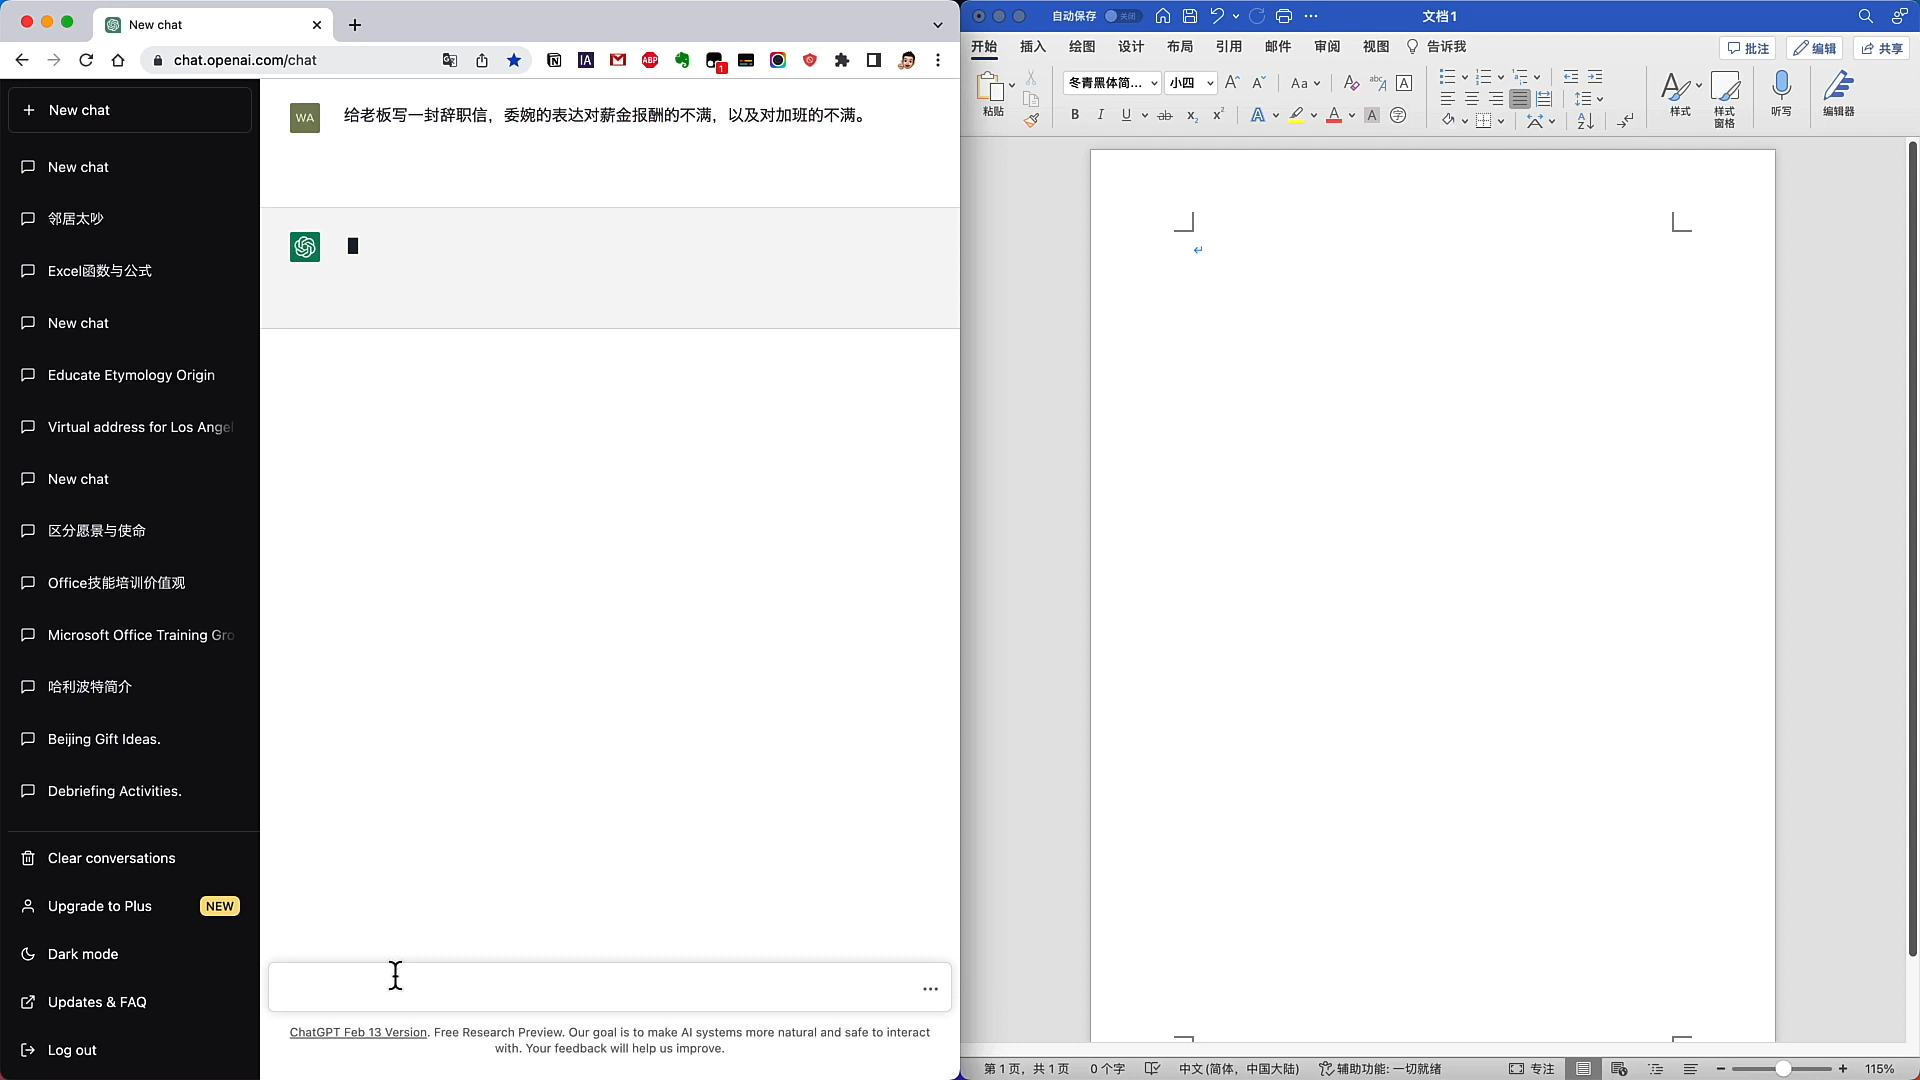 New chat
chat.openai.com/chat
ABP
1
IA
New chat
New chat
邻居太吵
Excel函数与公式
New chat
Educate Etymology Origin
Virtual address for Los Angel
New chat
区分愿景与使命
Office技能培训价值观
Microsoft Office Training Gro
哈利波特简介
Beijing Gift Ideas.
Debriefing Activities.
Clear conversations
Upgrade to Plus
NEW
Dark mode
Updates & FAQ
Log out
WA
给老板写一封辞职信，委婉的表达对薪金报酬的不满，以及对加班的不满。
ChatGPT Feb 13 Version. Free Research Preview. Our goal is to make AI systems more natural and safe to interact
with. Your feedback will help us improve.
自动保存
关闭
文档1
开始 插入 绘图 设计 布局 引用 邮件 审阅 视图 告诉我
批注 编辑 共享
粘贴
冬青黑体简... 小四
样式
样式
窗格
听写
编辑器
第1页，共1页 0个字 中文(简体，中国大陆) 辅助功能: 一切就绪 专注 115%